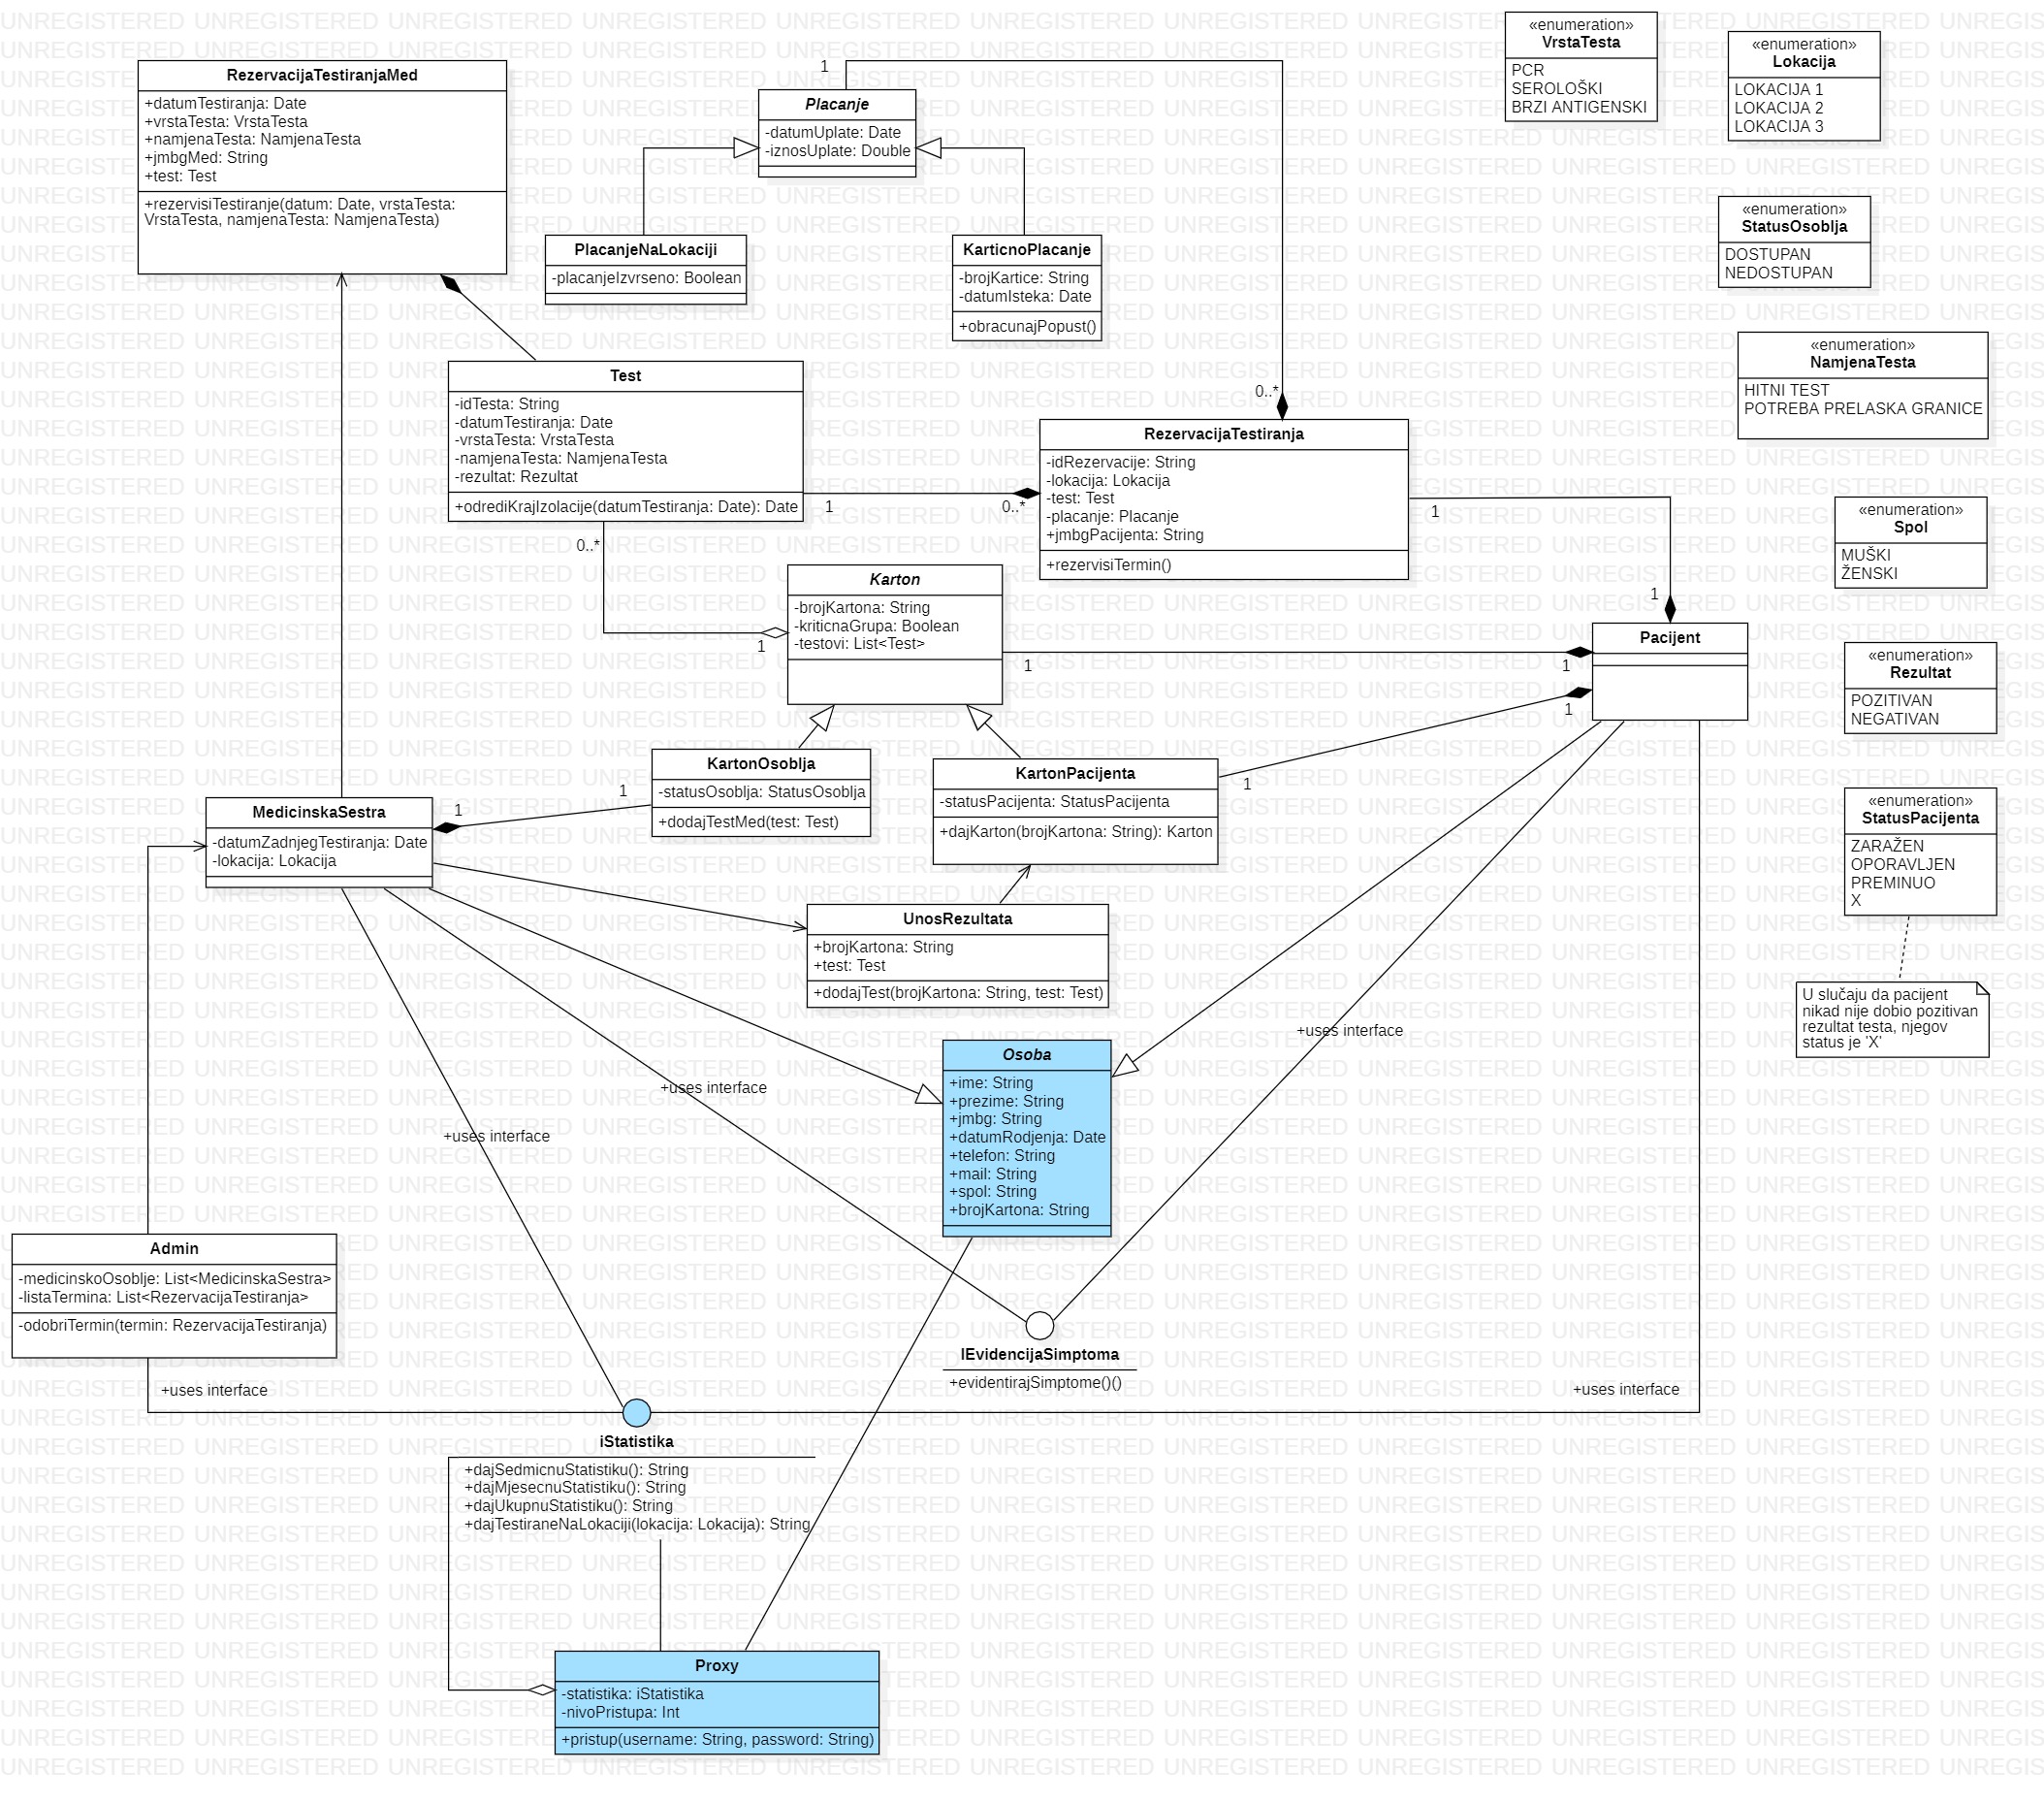 RezervacijaTestiranjaMed
+datumTestiranja: Date
+vrstaTesta: VrstaTesta
+namjenaTesta: NamjenaTesta
+jmbgMed: String
+test: Test
+rezervisiTestiranje(datum: Date, vrstaTesta:
VrstaTesta, namjenaTesta: NamjenaTesta)
1
Placanje
-datumUplate: Date
-iznosUplate: Double
PlacanjeNaLokaciji
-placanjeIzvrseno: Boolean
KarticnoPlacanje
-brojKartice: String
-datumIsteka: Date
+obracunajPopust()
«enumeration»
VrstaTesta
PCR
SEROLOŠKI
BRZI ANTIGENSKI
«enumeration»
Lokacija
LOKACIJA 1
LOKACIJA 2
LOKACIJA 3
«enumeration»
StatusOsoblja
DOSTUPAN
NEDOSTUPAN
«enumeration»
NamjenaTesta
HITNI TEST
POTREBA PRELASKA GRANICE
Test
-idTesta: String
-datumTestiranja: Date
-vrstaTesta: VrstaTesta
-namjenaTesta: NamjenaTesta
-rezultat: Rezultat
+odrediKrajIzolacije(datumTestiranja: Date): Date
0..*
RezervacijaTestiranja
-idRezervacije: String
-lokacija: Lokacija
-test: Test
-placanje: Placanje
+jmbgPacijenta: String
+rezervisiTermin()
1
0..*
1
0..*
1
«enumeration»
Spol
MUŠKI
ŽENSKI
Karton
-brojKartona: String
-kriticnaGrupa: Boolean
-testovi: List<Test>
1
1
1
Pacijent
1
1
«enumeration»
Rezultat
POZITIVAN
NEGATIVAN
KartonOsoblja
-statusOsoblja: StatusOsoblja
+dodajTestMed(test: Test)
1
1
KartonPacijenta
-statusPacijenta: StatusPacijenta
+dajKarton(brojKartona: String): Karton
MedicinskaSestra
-datumZadnjegTestiranja: Date
-lokacija: Lokacija
«enumeration»
StatusPacijenta
ZARAŽEN
OPORAVLJEN
PREMINUO
X
U slučaju da pacijent
nikad nije dobio pozitivan
rezultat testa, njegov
status je 'X'
UnosRezultata
+brojKartona: String
+test: Test
+dodajTest(brojKartona: String, test: Test)
+uses interface
+uses interface
+uses interface
Osoba
+ime: String
+prezime: String
+jmbg: String
+datumRodjenja: Date
+telefon: String
+mail: String
+spol: String
+brojKartona: String
Admin
-medicinskoOsoblje: List<MedicinskaSestra>
-listaTermina: List<RezervacijaTestiranja>
-odobriTermin(termin: RezervacijaTestiranja)
IEvidencijaSimptoma
+evidentirajSimptome()()
+uses interface
+uses interface
iStatistika
+dajSedmicnuStatistiku(): String
+dajMjesecnuStatistiku(): String
+dajUkupnuStatistiku(): String
+dajTestiraneNaLokaciji(lokacija: Lokacija): String
Proxy
-statistika: iStatistika
-nivoPristupa: Int
+pristup(username: String, password: String)